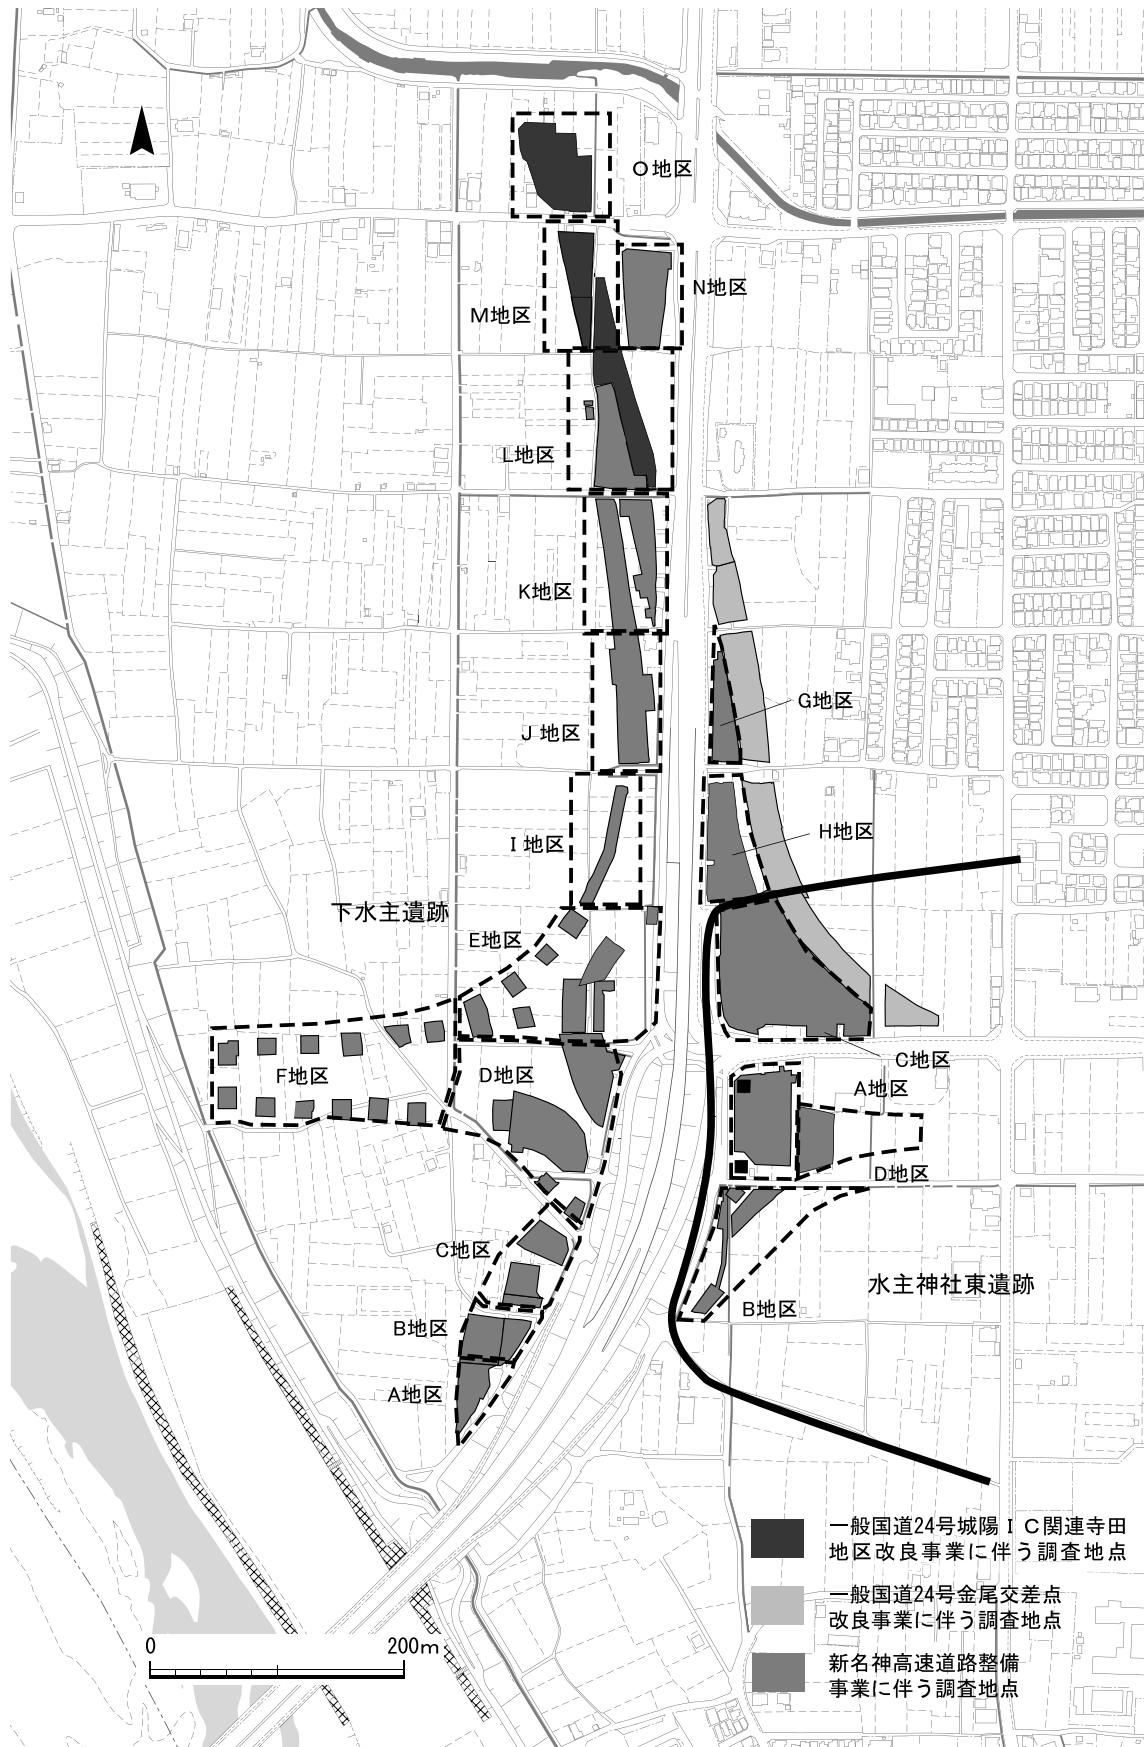 O地区
N地区
M地区
L地区
K地区
G地区
J地区
H地区
I地区
下水主遺跡
E地区
C地区
F地区
D地区
A地区
D地区
C地区
水主神社東遺跡
B地区
B地区
A地区
一般国道24号城陽IC関連寺田
地区改良事業に伴う調査地点
一般国道24号金尾交差点
改良事業に伴う調査地点
0 200m
新名神高速道路整備
事業に伴う調査地点